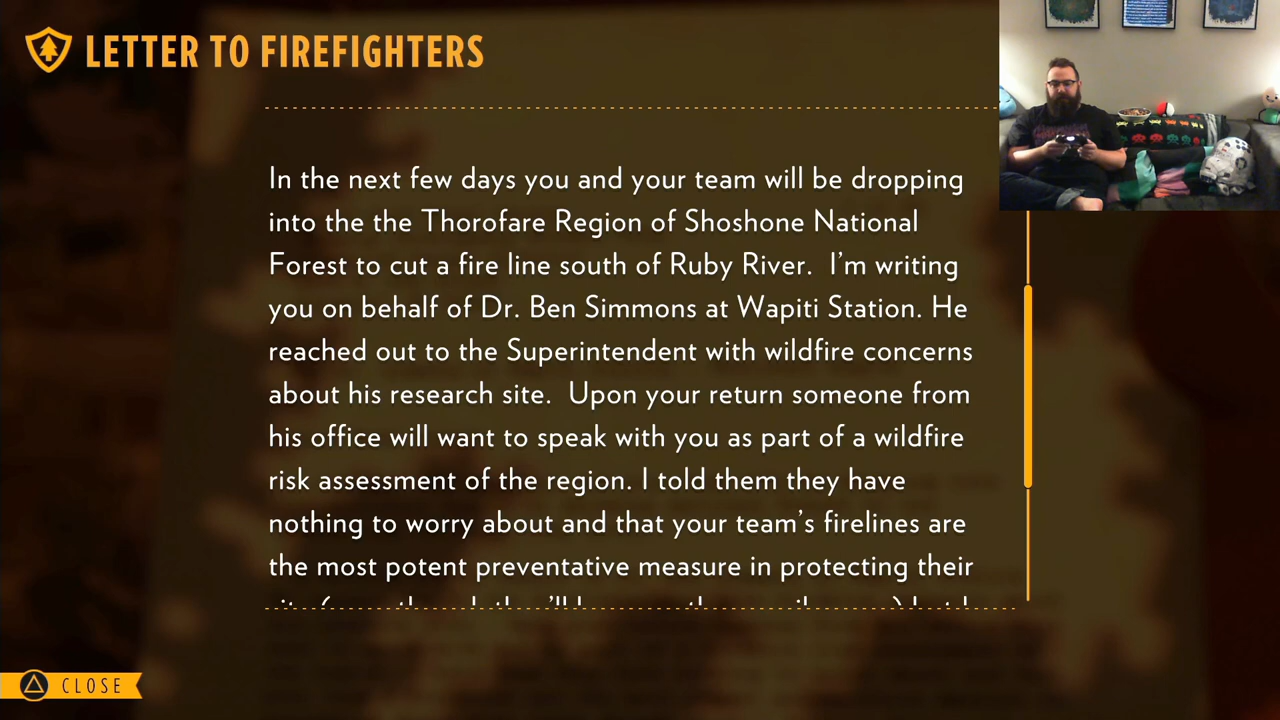 LETTER TO FIREFIGHTERS
In the next few days you and your team will be dropping
into the the Thorofare Region of Shoshone National
Forest to cut a fire line south of Ruby River.  I'm writing
you on behalf of Dr. Ben Simmons at Wapiti Station. He
reached out to the Superintendent with wildfire concerns
about his research site.  Upon your return someone from
his office will want to speak with you as part of a wildfire
risk assessment of the region. I told them they have
nothing to worry about and that your team's firelines are
the most potent preventative measure in protecting their
CLOSE